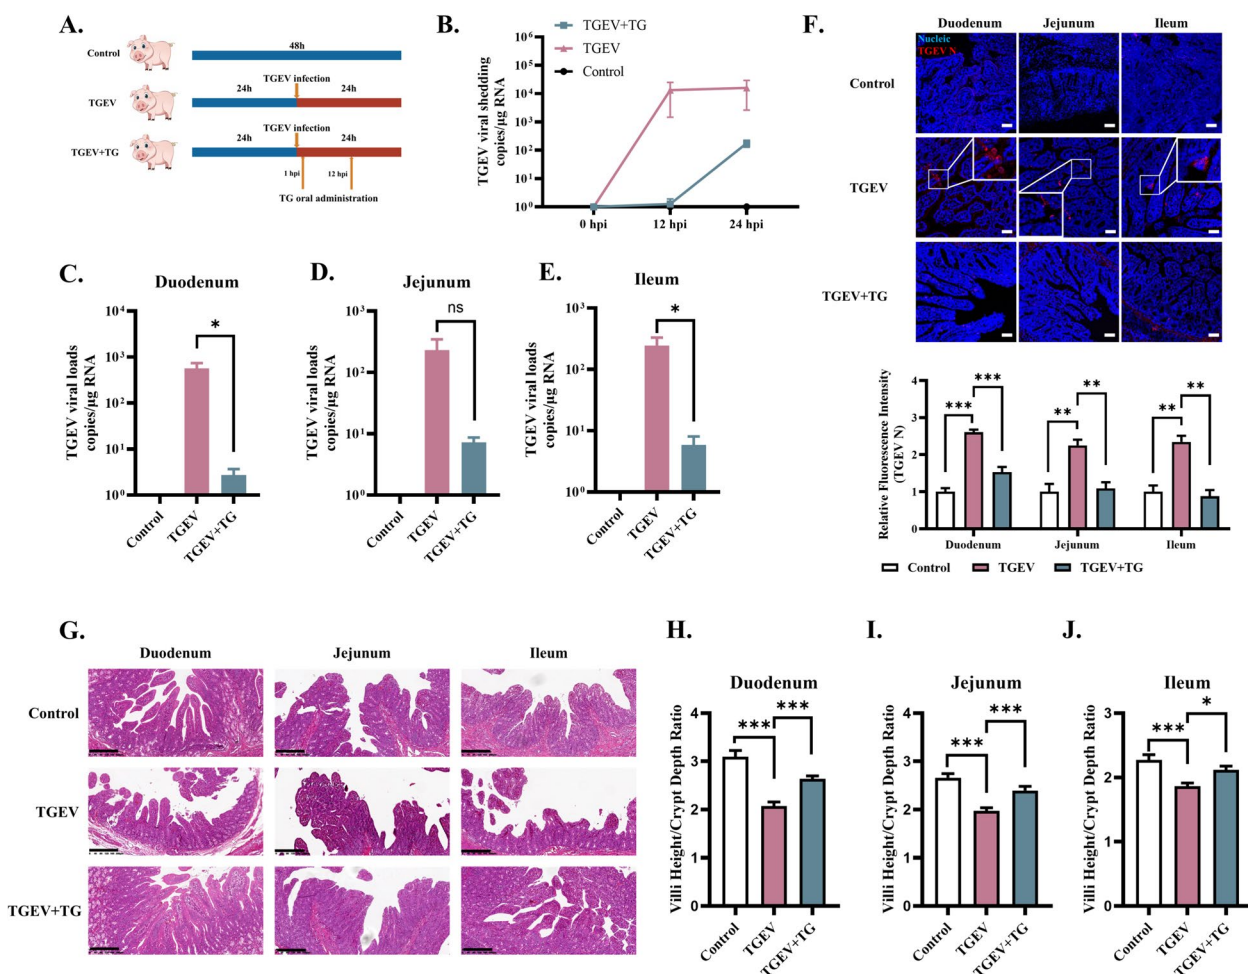 A.
Control
48h
TGEV infection
24h
24h
TGEV
TGEV infection
24h
24h
TGEV+TG
1 hpi
12 hpi
TG oral administration
B.
TGEV+TG
TGEV
Control
TGEV viral shedding
copies/μg RNA
10⁶
10⁵
10⁴
10³
10²
10¹
10⁰
0 hpi
12 hpi
24 hpi
C.
Duodenum
TGEV viral loads
copies/μg RNA
10⁴
10³
10²
10¹
10⁰
*
Control
TGEV
TGEV+TG
D.
Jejunum
TGEV viral loads
copies/μg RNA
10³
10²
10¹
10⁰
ns
Control
TGEV
TGEV+TG
E.
Ileum
TGEV viral loads
copies/μg RNA
10³
10²
10¹
10⁰
*
Control
TGEV
TGEV+TG
F.
Duodenum
Jejunum
Ileum
Nucleic
TGEV N
Control
TGEV
TGEV+TG
Relative Fluorescence Intensity
(TGEV N)
4
3
2
1
0
***
***
**
**
**
**
Duodenum
Jejunum
Ileum
Control
TGEV
TGEV+TG
G.
Duodenum
Jejunum
Ileum
Control
TGEV
TGEV+TG
H.
Duodenum
Villi Height/Crypt Depth Ratio
4
3
2
1
0
***
***
Control
TGEV
TGEV+TG
I.
Jejunum
Villi Height/Crypt Depth Ratio
4
3
2
1
0
***
***
Control
TGEV
TGEV+TG
J.
Ileum
Villi Height/Crypt Depth Ratio
3
2
1
0
***
*
Control
TGEV
TGEV+TG